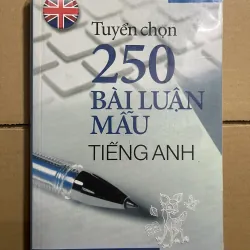 Tuyển chọn
250
BÀI LUẬN
MẪU
TIẾNG ANH